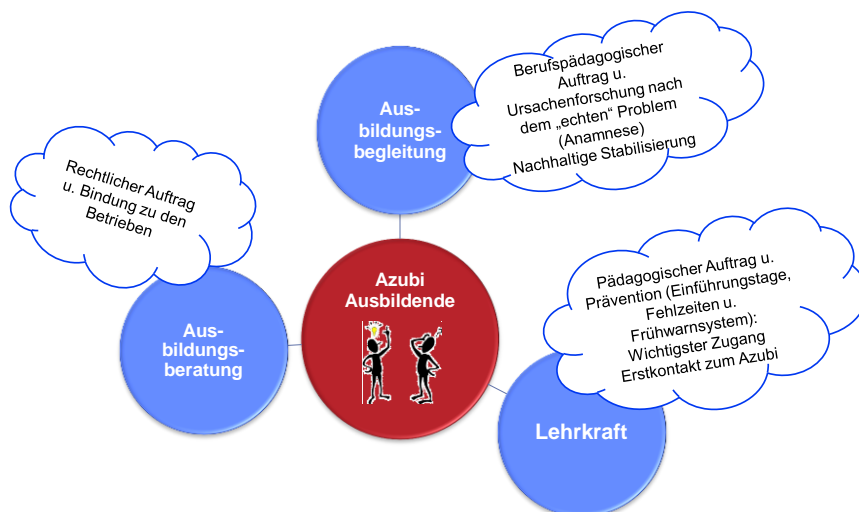 Aus-
bildungs-
begleitung
Berufspädagogischer
Auftrag u.
Ursachenforschung nach
dem „echten“ Problem
(Anamnese)
Nachhaltige Stabilisierung
Rechtlicher Auftrag
u. Bindung zu den
Betrieben
Aus-
bildungs-
beratung
Azubi
Ausbildende
Pädagogischer Auftrag u.
Prävention (Einführungstage,
Fehlzeiten u.
Frühwarnsystem):
Wichtigster Zugang
Erstkontakt zum Azubi
Lehrkraft